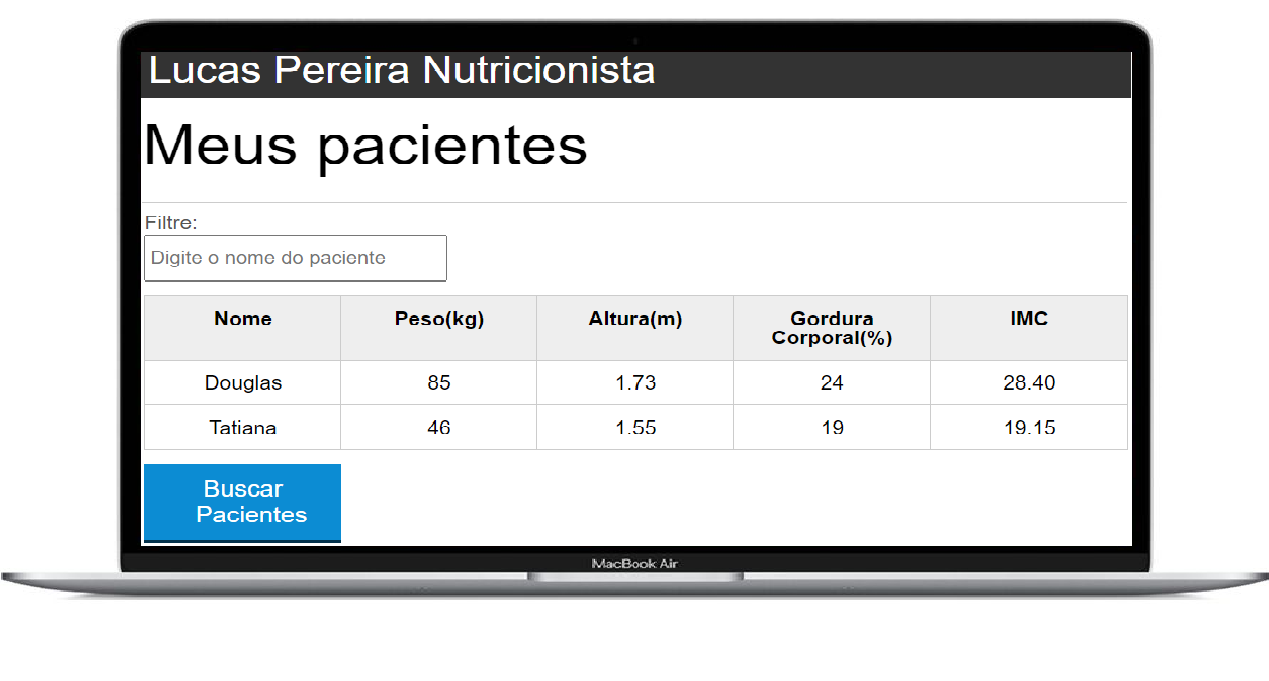 Lucas Pereira Nutricionista
Meus pacientes
Filtre:
Digite o nome do paciente
Nome Peso(kg) Altura(m) Gordura Corporal(%) IMC
Douglas 85 1.73 24 28.40
Tatiana 46 1.55 19 19.15
Buscar
Pacientes
MacBook Air